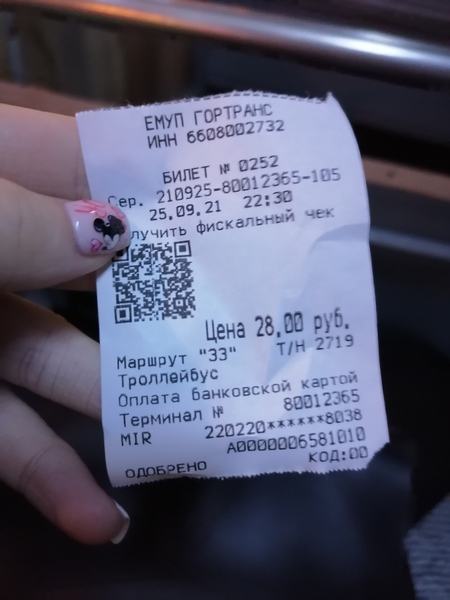 ЕМУП ГОРТРАНС
ИНН 6608002732
БИЛЕТ № 0252
Сер. 210925-80012365-105
25.09.21 22:30
лучить фискальный чек
Цена 28,00 руб.
Маршрут "33" Т/Н 2719
Троллейбус
Оплата банковской картой
Терминал № 80012365
MIR 220220******8038
A0000006581010
ОДОБРЕНО КОД:00